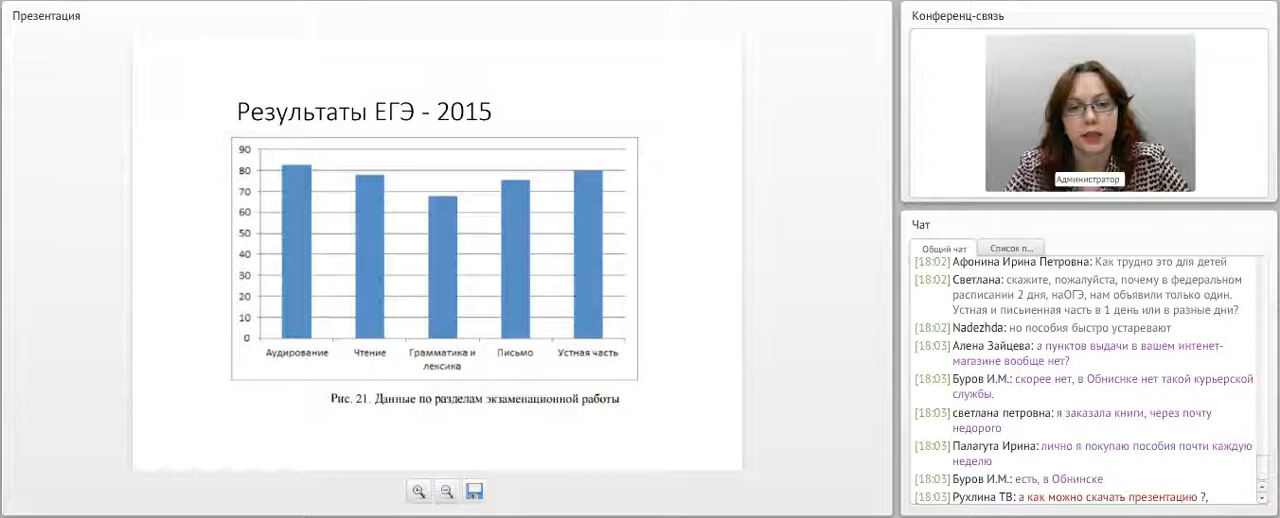 Презентация
Результаты ЕГЭ - 2015
90
80
70
60
50
40
30
20
10
0
Аудирование
Чтение
Грамматика и
лексика
Письмо
Устная часть
Рис. 21. Данные по разделам экзаменационной работы
Конференц-связь
Администратор
Чат
Общий чат
Список п...
[18:02] Афонина Ирина Петровна: Как трудно это для детей
[18:02] Светлана: скажите, пожалуйста, почему в федеральном
расписании 2 дня, наОГЭ, нам объявили только один.
Устная и письиенная часть в 1 день или в разные дни?
[18:02] Nadezhda: но пособия быстро устаревают
[18:03] Алена Зайцева: а пунктов выдачи в вашем интенет-
магазине вообще нет?
[18:03] Буров И.М.: скорее нет, в Обниснке нет такой курьерской
службы.
[18:03] светлана петровна: я заказала книги, через почту
недорого
[18:03] Палагута Ирина: лично я покупаю пособия почти каждую
неделю
[18:03] Буров И.М.: есть, в Обнинске
[18:03] Рухлина ТВ: а как можно скачать презентацию ?,